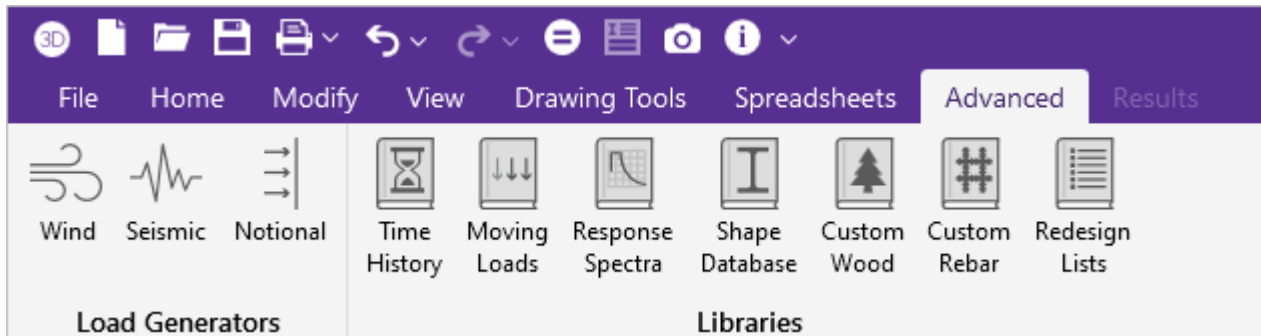 3D
File Home Modify View Drawing Tools Spreadsheets Advanced Results
Wind Seismic Notional Time Moving Response Shape Custom Custom Redesign
History Loads Spectra Database Wood Rebar Lists
Load Generators Libraries